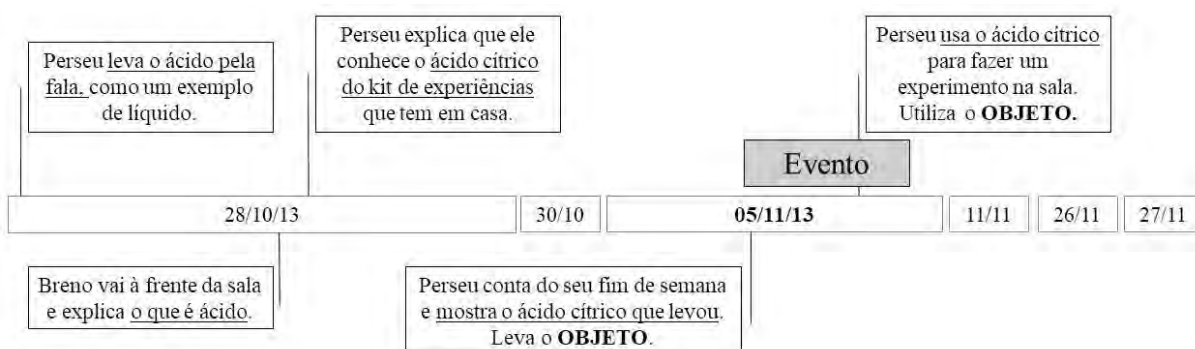 Perseu leva o ácido pela
fala, como um exemplo
de líquido.
Perseu explica que ele
conhece o ácido cítrico
do kit de experiências
que tem em casa.
Perseu usa o ácido cítrico
para fazer um
experimento na sala.
Utiliza o OBJETO.
Evento
28/10/13
30/10
05/11/13
11/11
26/11
27/11
Breno vai à frente da sala
e explica o que é ácido.
Perseu conta do seu fim de semana
e mostra o ácido cítrico que levou.
Leva o OBJETO.